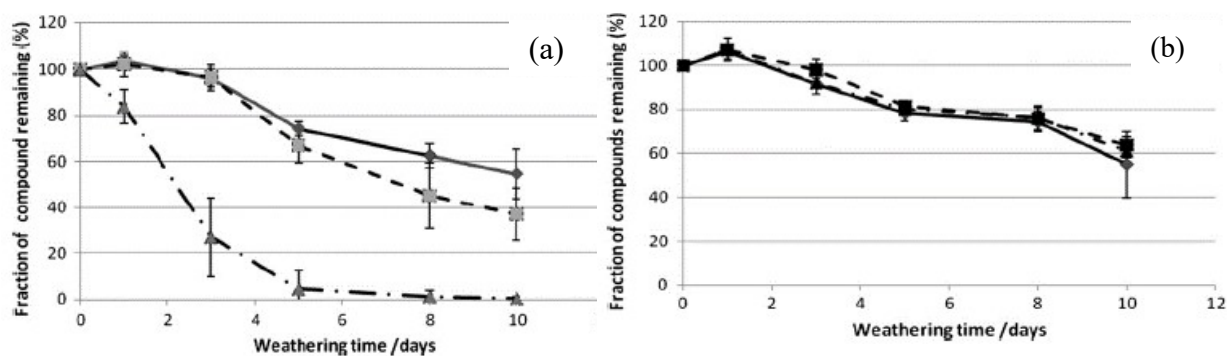 Fraction of compound remaining (%)
120
100
80
60
40
20
0
(a)
0 2 4 6 8 10
Weathering time /days
Fraction of compounds remaining (%)
120
100
80
60
40
20
0
(b)
0 2 4 6 8 10 12
Weathering time /days